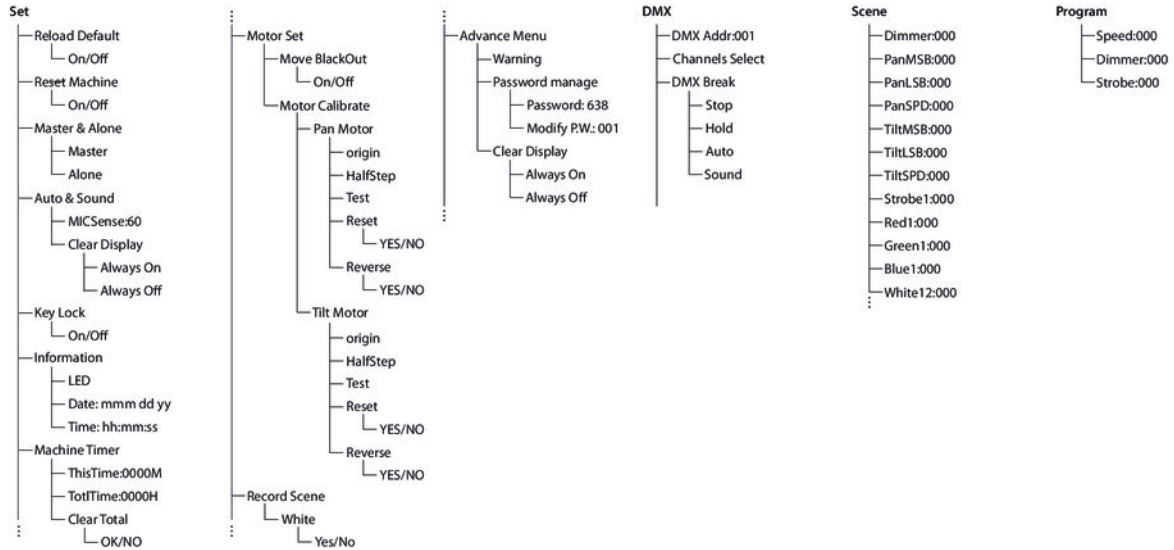 Set
Reload Default
On/Off
Reset Machine
On/Off
Master & Alone
Master
Alone
Auto & Sound
MICSense:60
Clear Display
Always On
Always Off
Key Lock
On/Off
Information
LED
Date: mmm dd yy
Time: hh:mm:ss
Machine Timer
ThisTime:0000M
TotlTime:0000H
Clear Total
OK/NO
Motor Set
Move BlackOut
On/Off
Motor Calibrate
Pan Motor
origin
HalfStep
Test
Reset
YES/NO
Reverse
YES/NO
Tilt Motor
origin
HalfStep
Test
Reset
YES/NO
Reverse
YES/NO
Record Scene
White
Yes/No
Advance Menu
Warning
Password manage
Password: 638
Modify P.W.: 001
Clear Display
Always On
Always Off
DMX
DMX Addr:001
Channels Select
DMX Break
Stop
Hold
Auto
Sound
Scene
Dimmer:000
PanMSB:000
PanLSB:000
PanSPD:000
TiltMSB:000
TiltLSB:000
TiltSPD:000
Strobe1:000
Red1:000
Green1:000
Blue1:000
White12:000
Program
Speed:000
Dimmer:000
Strobe:000